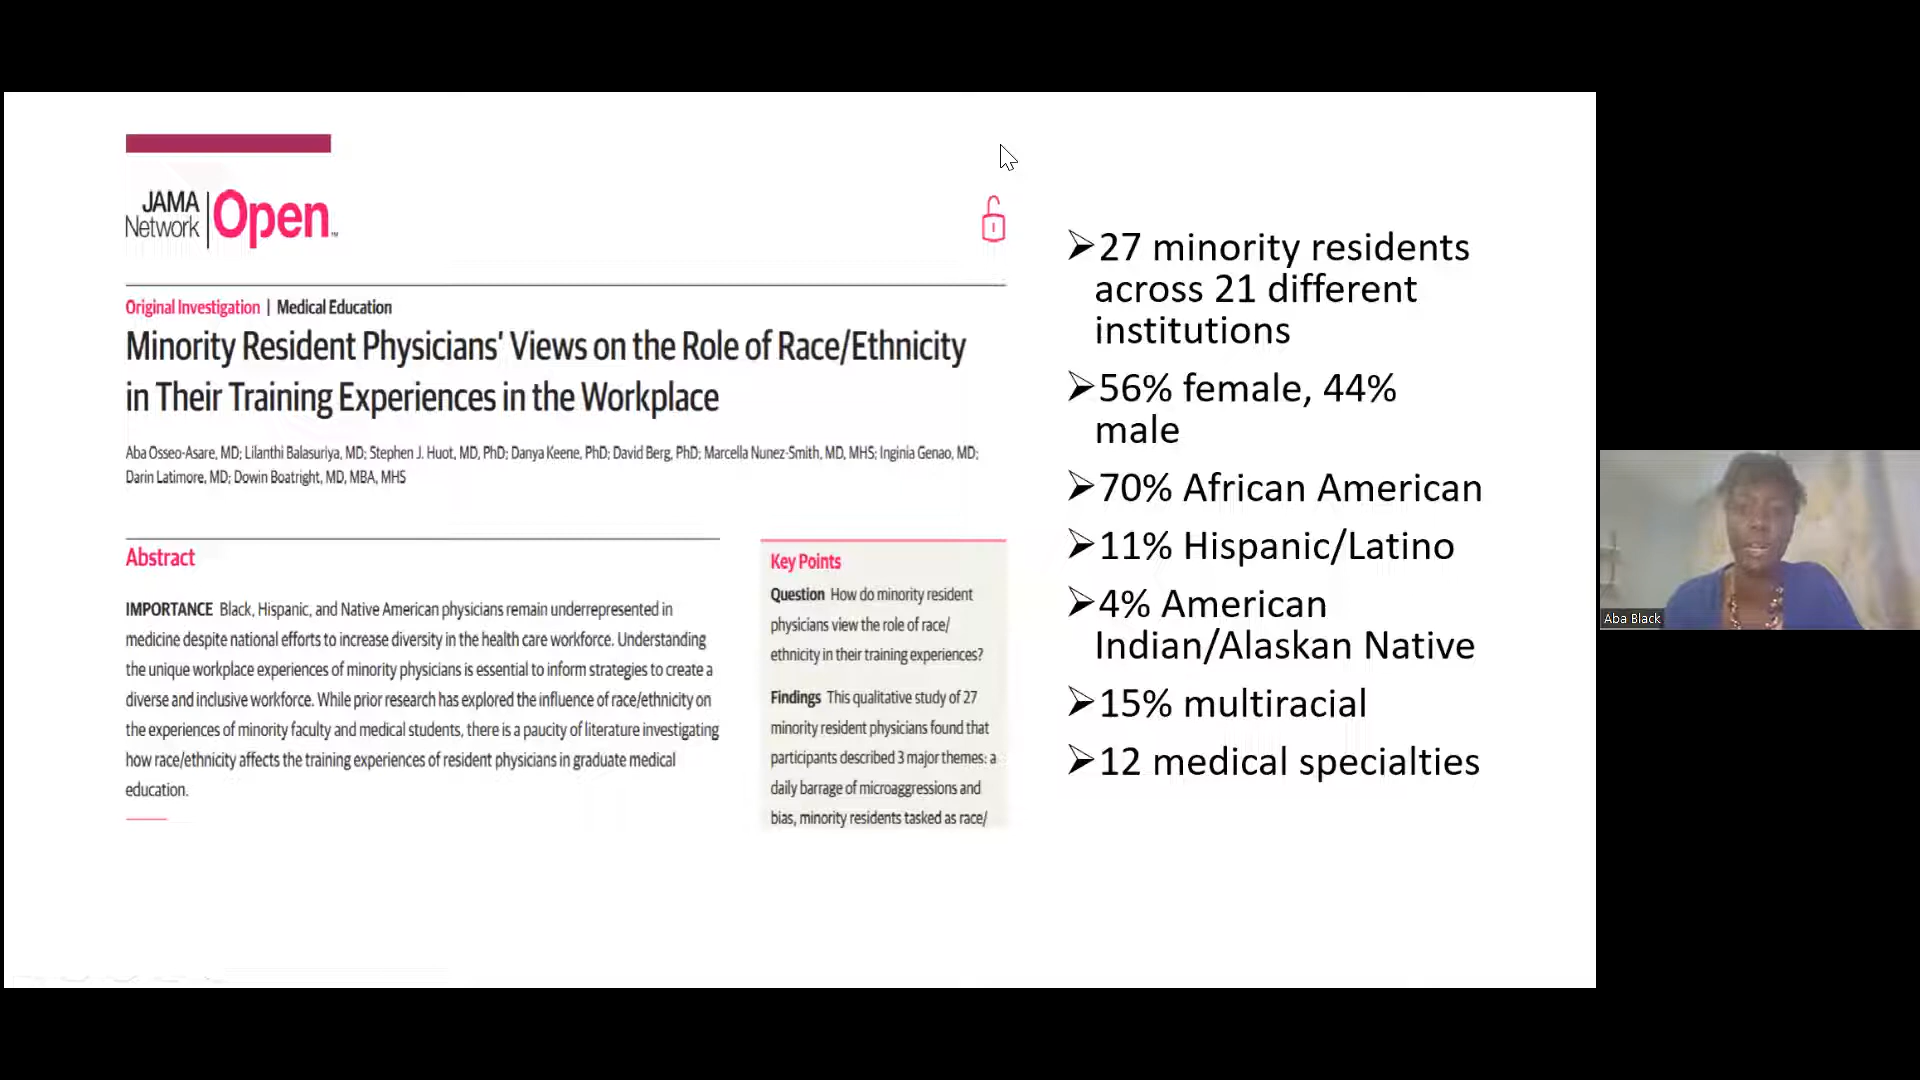 JAMA
Network
Open
Original Investigation | Medical Education
Minority Resident Physicians' Views on the Role of Race/Ethnicity
in Their Training Experiences in the Workplace
Aba Osseo-Asare, MD; Lilanthi Balasuriya, MD; Stephen J. Huot, MD, PhD; Danya Keene, PhD; David Berg, PhD; Marcella Nunez-Smith, MD, MHS; Inginia Genao, MD;
Darin Latimore, MD; Dowin Boatright, MD, MBA, MHS
Abstract
IMPORTANCE Black, Hispanic, and Native American physicians remain underrepresented in
medicine despite national efforts to increase diversity in the health care workforce. Understanding
the unique workplace experiences of minority physicians is essential to inform strategies to create a
diverse and inclusive workforce. While prior research has explored the influence of race/ethnicity on
the experiences of minority faculty and medical students, there is a paucity of literature investigating
how race/ethnicity affects the training experiences of resident physicians in graduate medical
education.
Key Points
Question How do minority resident
physicians view the role of race/
ethnicity in their training experiences?
Findings This qualitative study of 27
minority resident physicians found that
participants described 3 major themes: a
daily barrage of microaggressions and
bias, minority residents tasked as race/
➢27 minority residents
across 21 different
institutions
➢56% female, 44%
male
➢70% African American
➢11% Hispanic/Latino
➢4% American
Indian/Alaskan Native
➢15% multiracial
➢12 medical specialties
Aba Black